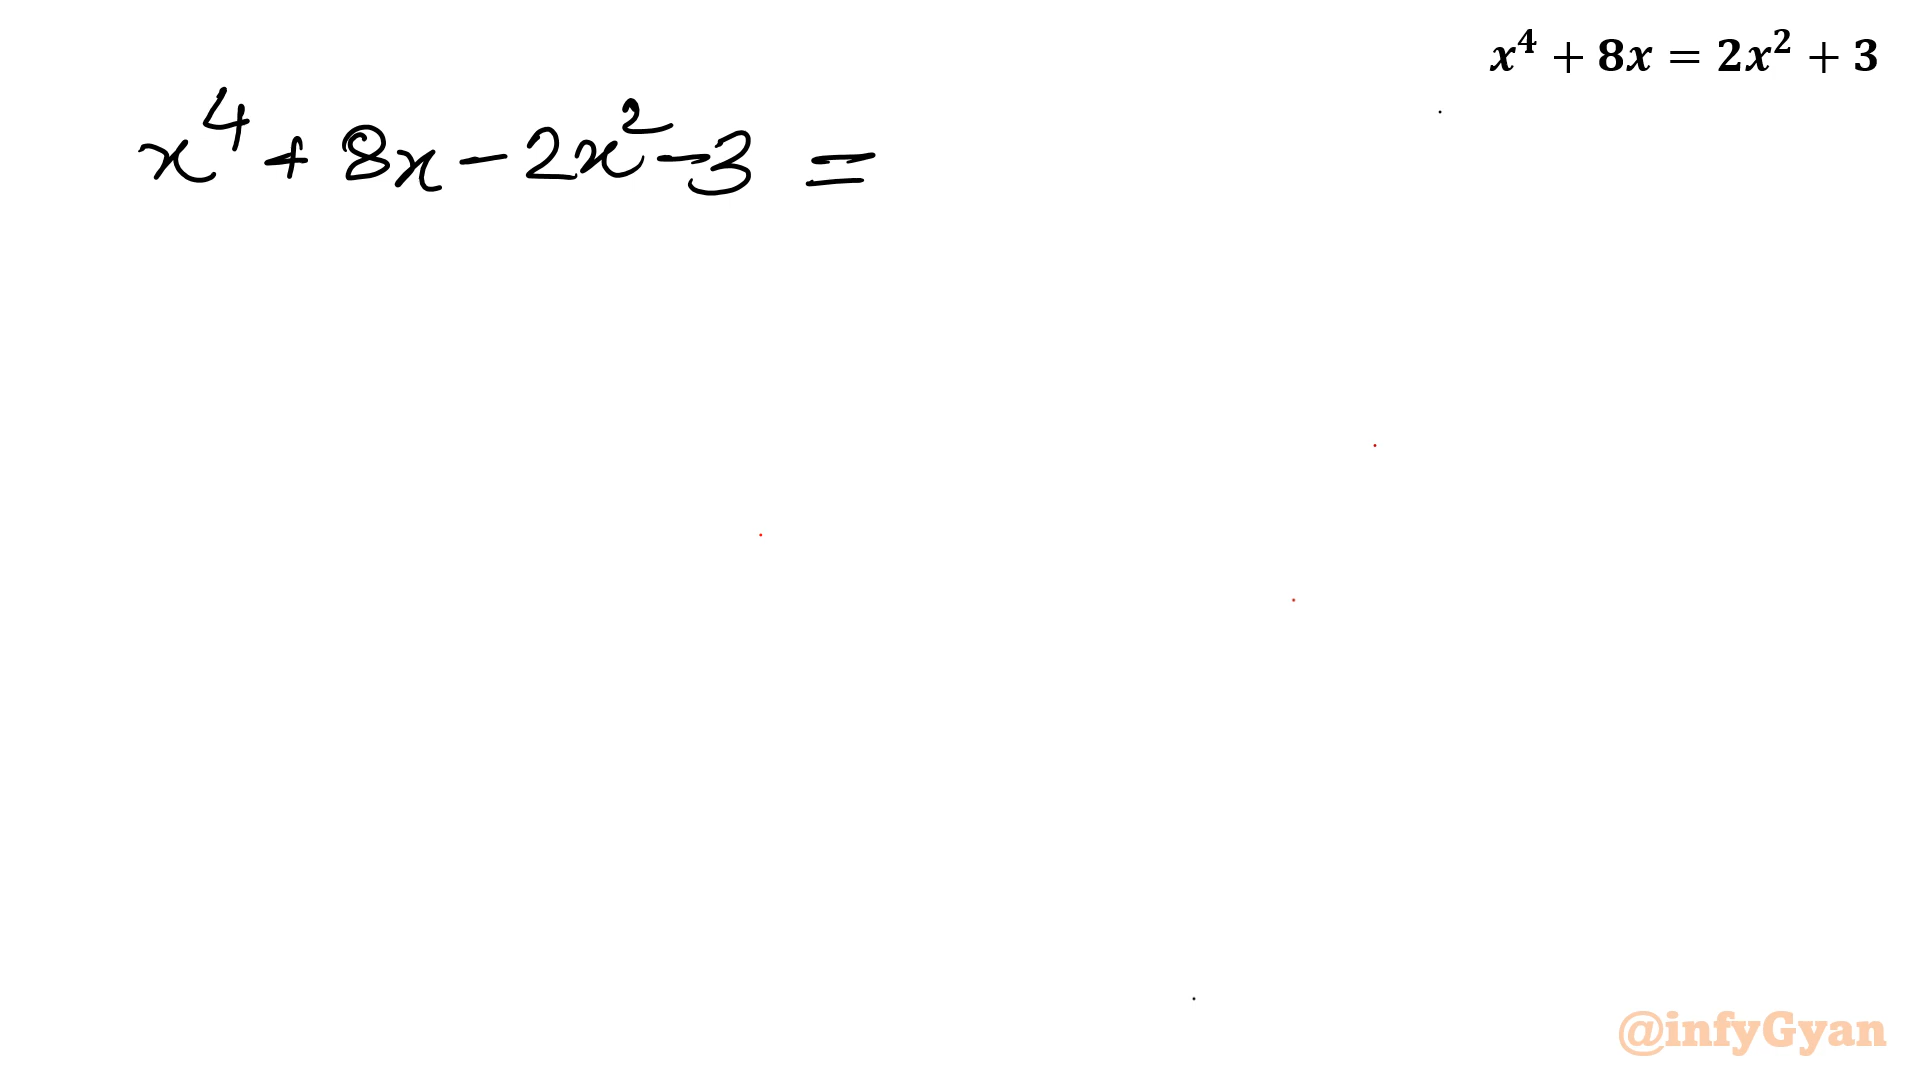 x⁴ + 8x = 2x² + 3
x⁴ + 8x - 2x² - 3 =
@infyGyan